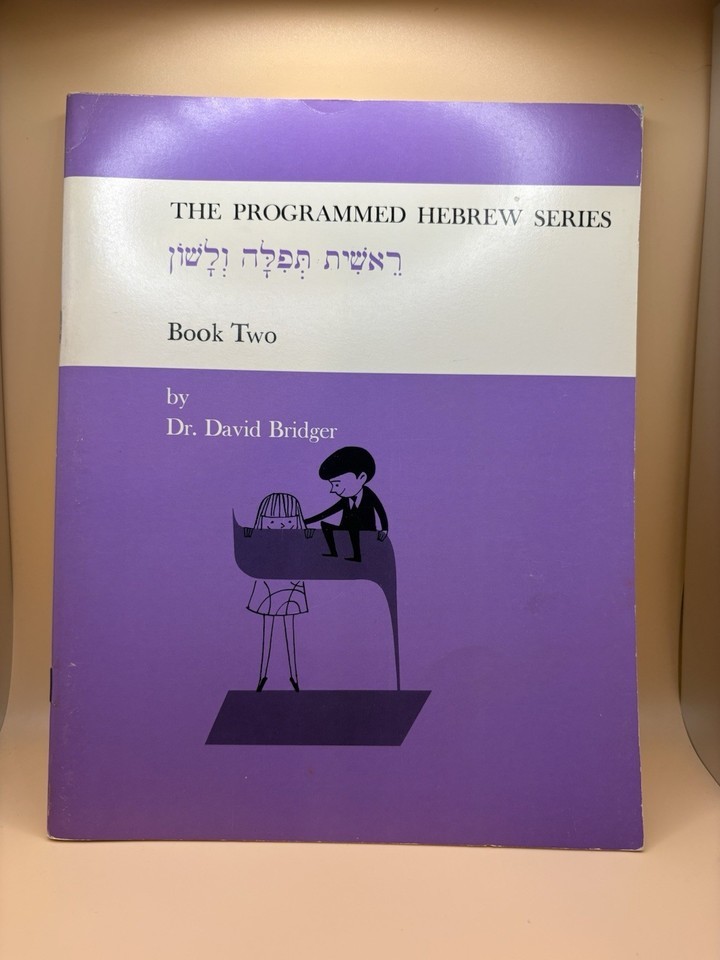 THE PROGRAMMED HEBREW SERIES
רֵאשִׁית תְּפִלָּה וְלָשׁוֹן
Book Two
by
Dr. David Bridger